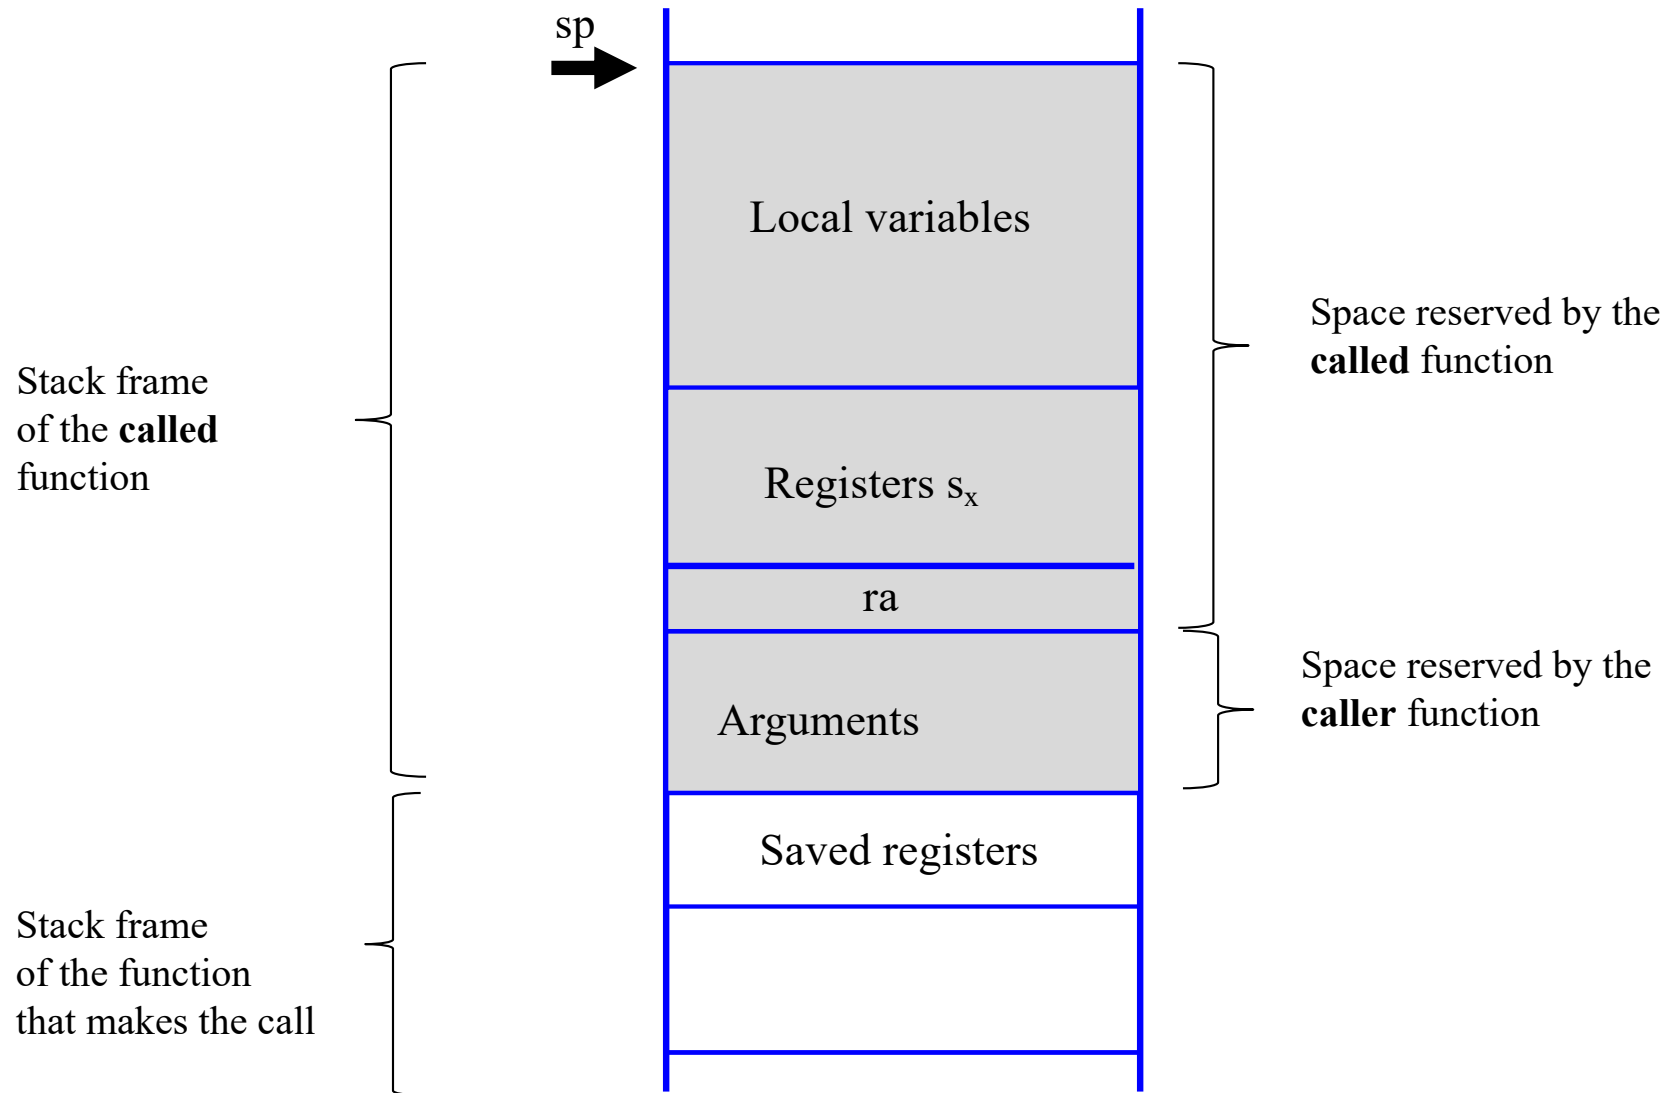 sp
Local variables
Space reserved by the
called function
Stack frame
of the called
function
Registers sx
ra
Space reserved by the
caller function
Arguments
Saved registers
Stack frame
of the function
that makes the call